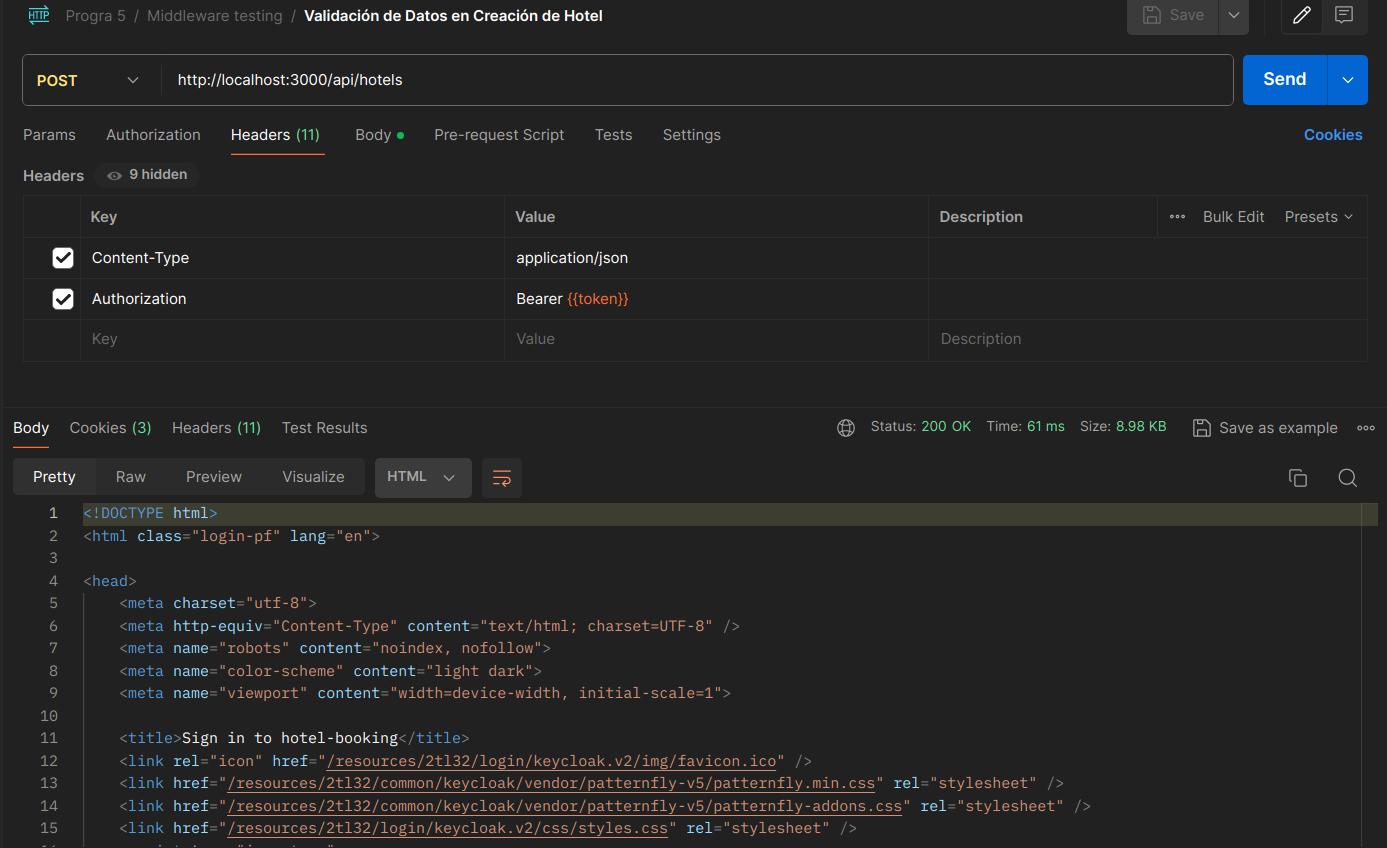 HTTP Progra 5 / Middleware testing / Validación de Datos en Creación de Hotel Save
POST http://localhost:3000/api/hotels Send
Params Authorization Headers (11) Body Pre-request Script Tests Settings Cookies
Headers 9 hidden
Key Value Description Bulk Edit Presets
Content-Type application/json
Authorization Bearer {{token}}
Key Value Description
Body Cookies (3) Headers (11) Test Results Status: 200 OK Time: 61 ms Size: 8.98 KB Save as example
Pretty Raw Preview Visualize HTML
1 <!DOCTYPE html>
2 <html class="login-pf" lang="en">
3
4 <head>
5 <meta charset="utf-8">
6 <meta http-equiv="Content-Type" content="text/html; charset=UTF-8" />
7 <meta name="robots" content="noindex, nofollow">
8 <meta name="color-scheme" content="light dark">
9 <meta name="viewport" content="width=device-width, initial-scale=1">
10
11 <title>Sign in to hotel-booking</title>
12 <link rel="icon" href="/resources/2tl32/login/keycloak.v2/img/favicon.ico" />
13 <link href="/resources/2tl32/common/keycloak/vendor/patternfly-v5/patternfly.min.css" rel="stylesheet" />
14 <link href="/resources/2tl32/common/keycloak/vendor/patternfly-v5/patternfly-addons.css" rel="stylesheet" />
15 <link href="/resources/2tl32/login/keycloak.v2/css/styles.css" rel="stylesheet" />